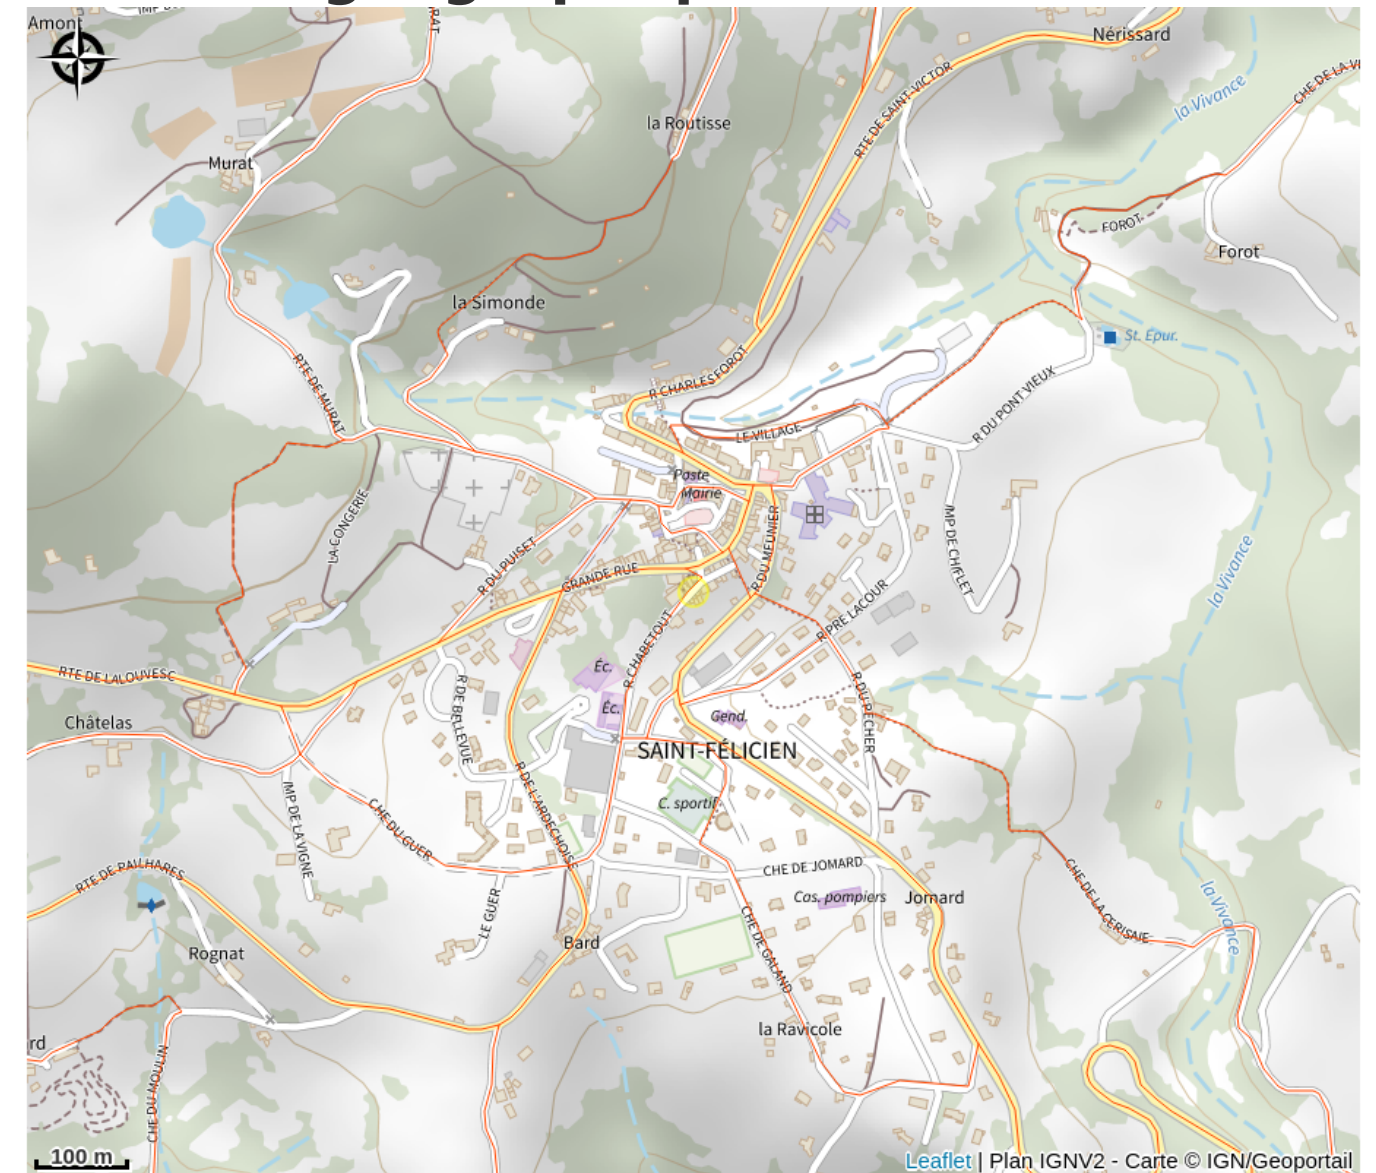 Amont
Nérissard
la Vivance
CHE DE LA
RTE DE SAINT-VICTOR
la Routisse
Murat
FOROT
Forot
la Simonde
St. Epur.
R CHARLES FOROT
RTE DE MURAT
R DU PONT VIEUX
LE VILLAGE
Poste
Mairie
LA CONGERIE
R DU MEUNIER
IMP DE CHIFLET
R DU PUISET
GRANDE RUE
la Vivance
R PRE LACOUR
R CHABETOUT
RTE DE LALOUVESC
Éc.
R DE BELLEVUE
Éc.
Gend.
R DU PECHER
Châtelas
SAINT-FÉLICIEN
IMP DE LA VIGNE
C. sportif
CHE DU GUER
R DE L'ARDECHOISE
CHE DE JOMARD
RTE DE PAILHARES
CHE DE LA CERISAIE
Cas. pompiers
Jomard
LE GUER
la Vivance
Bard
CHE DE GALAND
Rognat
la Ravicole
rd
CHE DU MOULIN
100 m
Leaflet | Plan IGNV2 - Carte © IGN/Geoportail